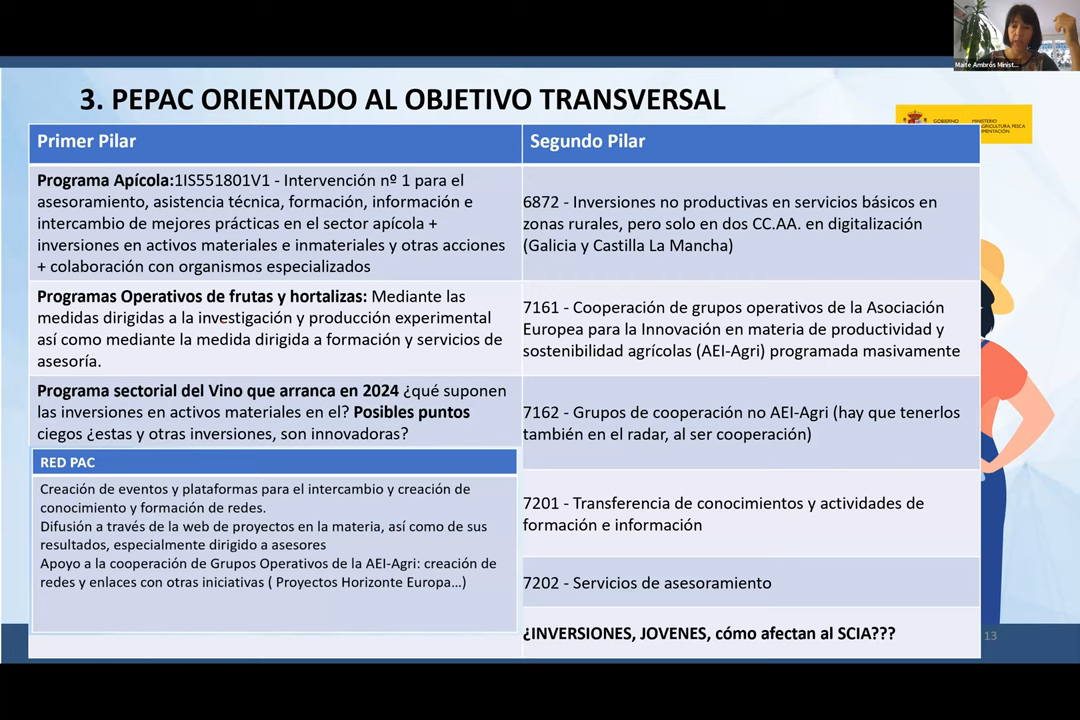 Maite Ambrós Minist...
3. PEPAC ORIENTADO AL OBJETIVO TRANSVERSAL
GOBIERNO
MINISTERIO
Primer Pilar
Programa Apícola:1IS551801V1 - Intervención nº 1 para el
asesoramiento, asistencia técnica, formación, información e
intercambio de mejores prácticas en el sector apícola +
inversiones en activos materiales e inmateriales y otras acciones
+ colaboración con organismos especializados
Programas Operativos de frutas y hortalizas: Mediante las
medidas dirigidas a la investigación y producción experimental
así como mediante la medida dirigida a formación y servicios de
asesoría.
Programa sectorial del Vino que arranca en 2024 ¿qué suponen
las inversiones en activos materiales en el? Posibles puntos
ciegos ¿estas y otras inversiones, son innovadoras?
RED PAC
Creación de eventos y plataformas para el intercambio y creación de
conocimiento y formación de redes.
Difusión a través de la web de proyectos en la materia, así como de sus
resultados, especialmente dirigido a asesores
Apoyo a la cooperación de Grupos Operativos de la AEI-Agri: creación de
redes y enlaces con otras iniciativas ( Proyectos Horizonte Europa...)
Segundo Pilar
6872 - Inversiones no productivas en servicios básicos en
zonas rurales, pero solo en dos CC.AA. en digitalización
(Galicia y Castilla La Mancha)
7161 - Cooperación de grupos operativos de la Asociación
Europea para la Innovación en materia de productividad y
sostenibilidad agrícolas (AEI-Agri) programada masivamente
7162 - Grupos de cooperación no AEI-Agri (hay que tenerlos
también en el radar, al ser cooperación)
7201 - Transferencia de conocimientos y actividades de
formación e información
7202 - Servicios de asesoramiento
¿INVERSIONES, JOVENES, cómo afectan al SCIA???
13